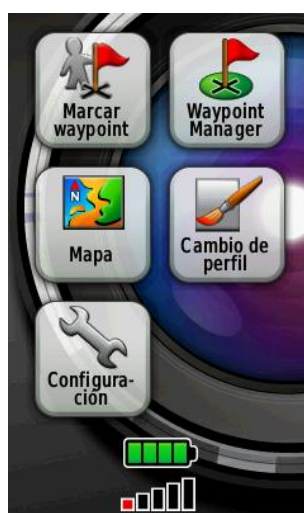 Marcar
waypoint
Waypoint
Manager
N
Mapa
Cambio de
perfil
Configura-
ción